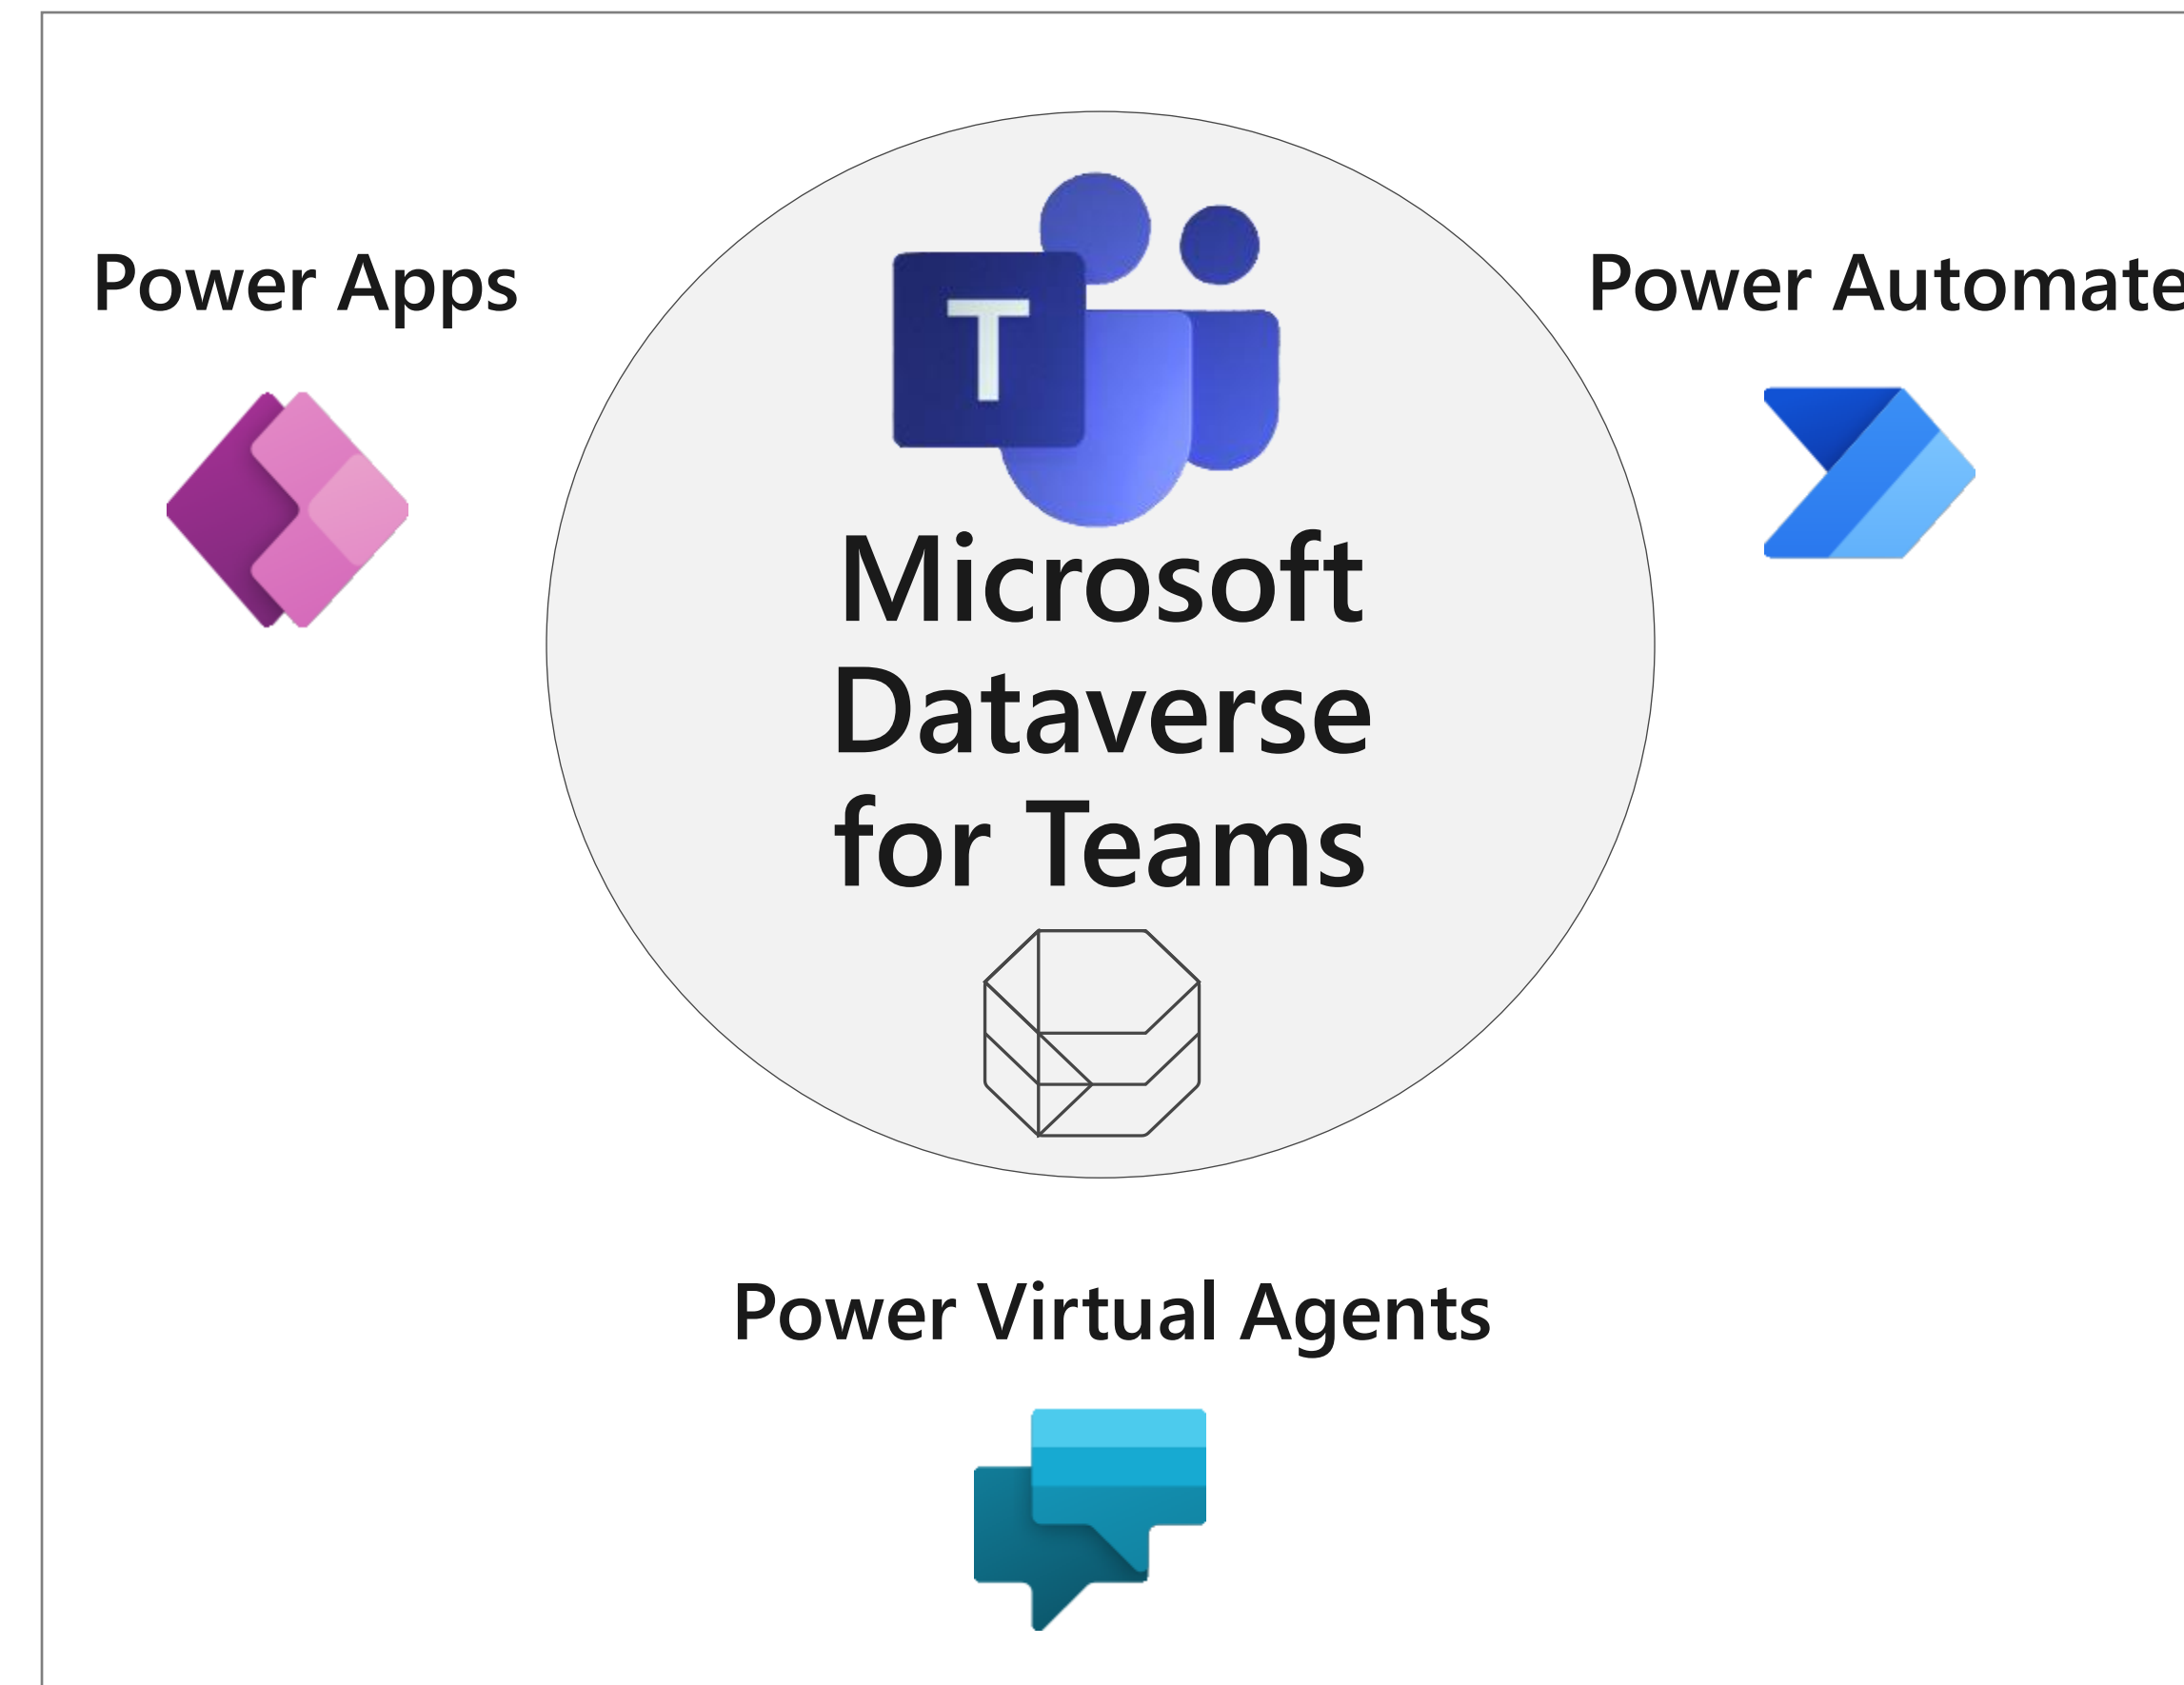 Power Apps
Power Automate
T
Microsoft
Dataverse
for Teams
Power Virtual Agents